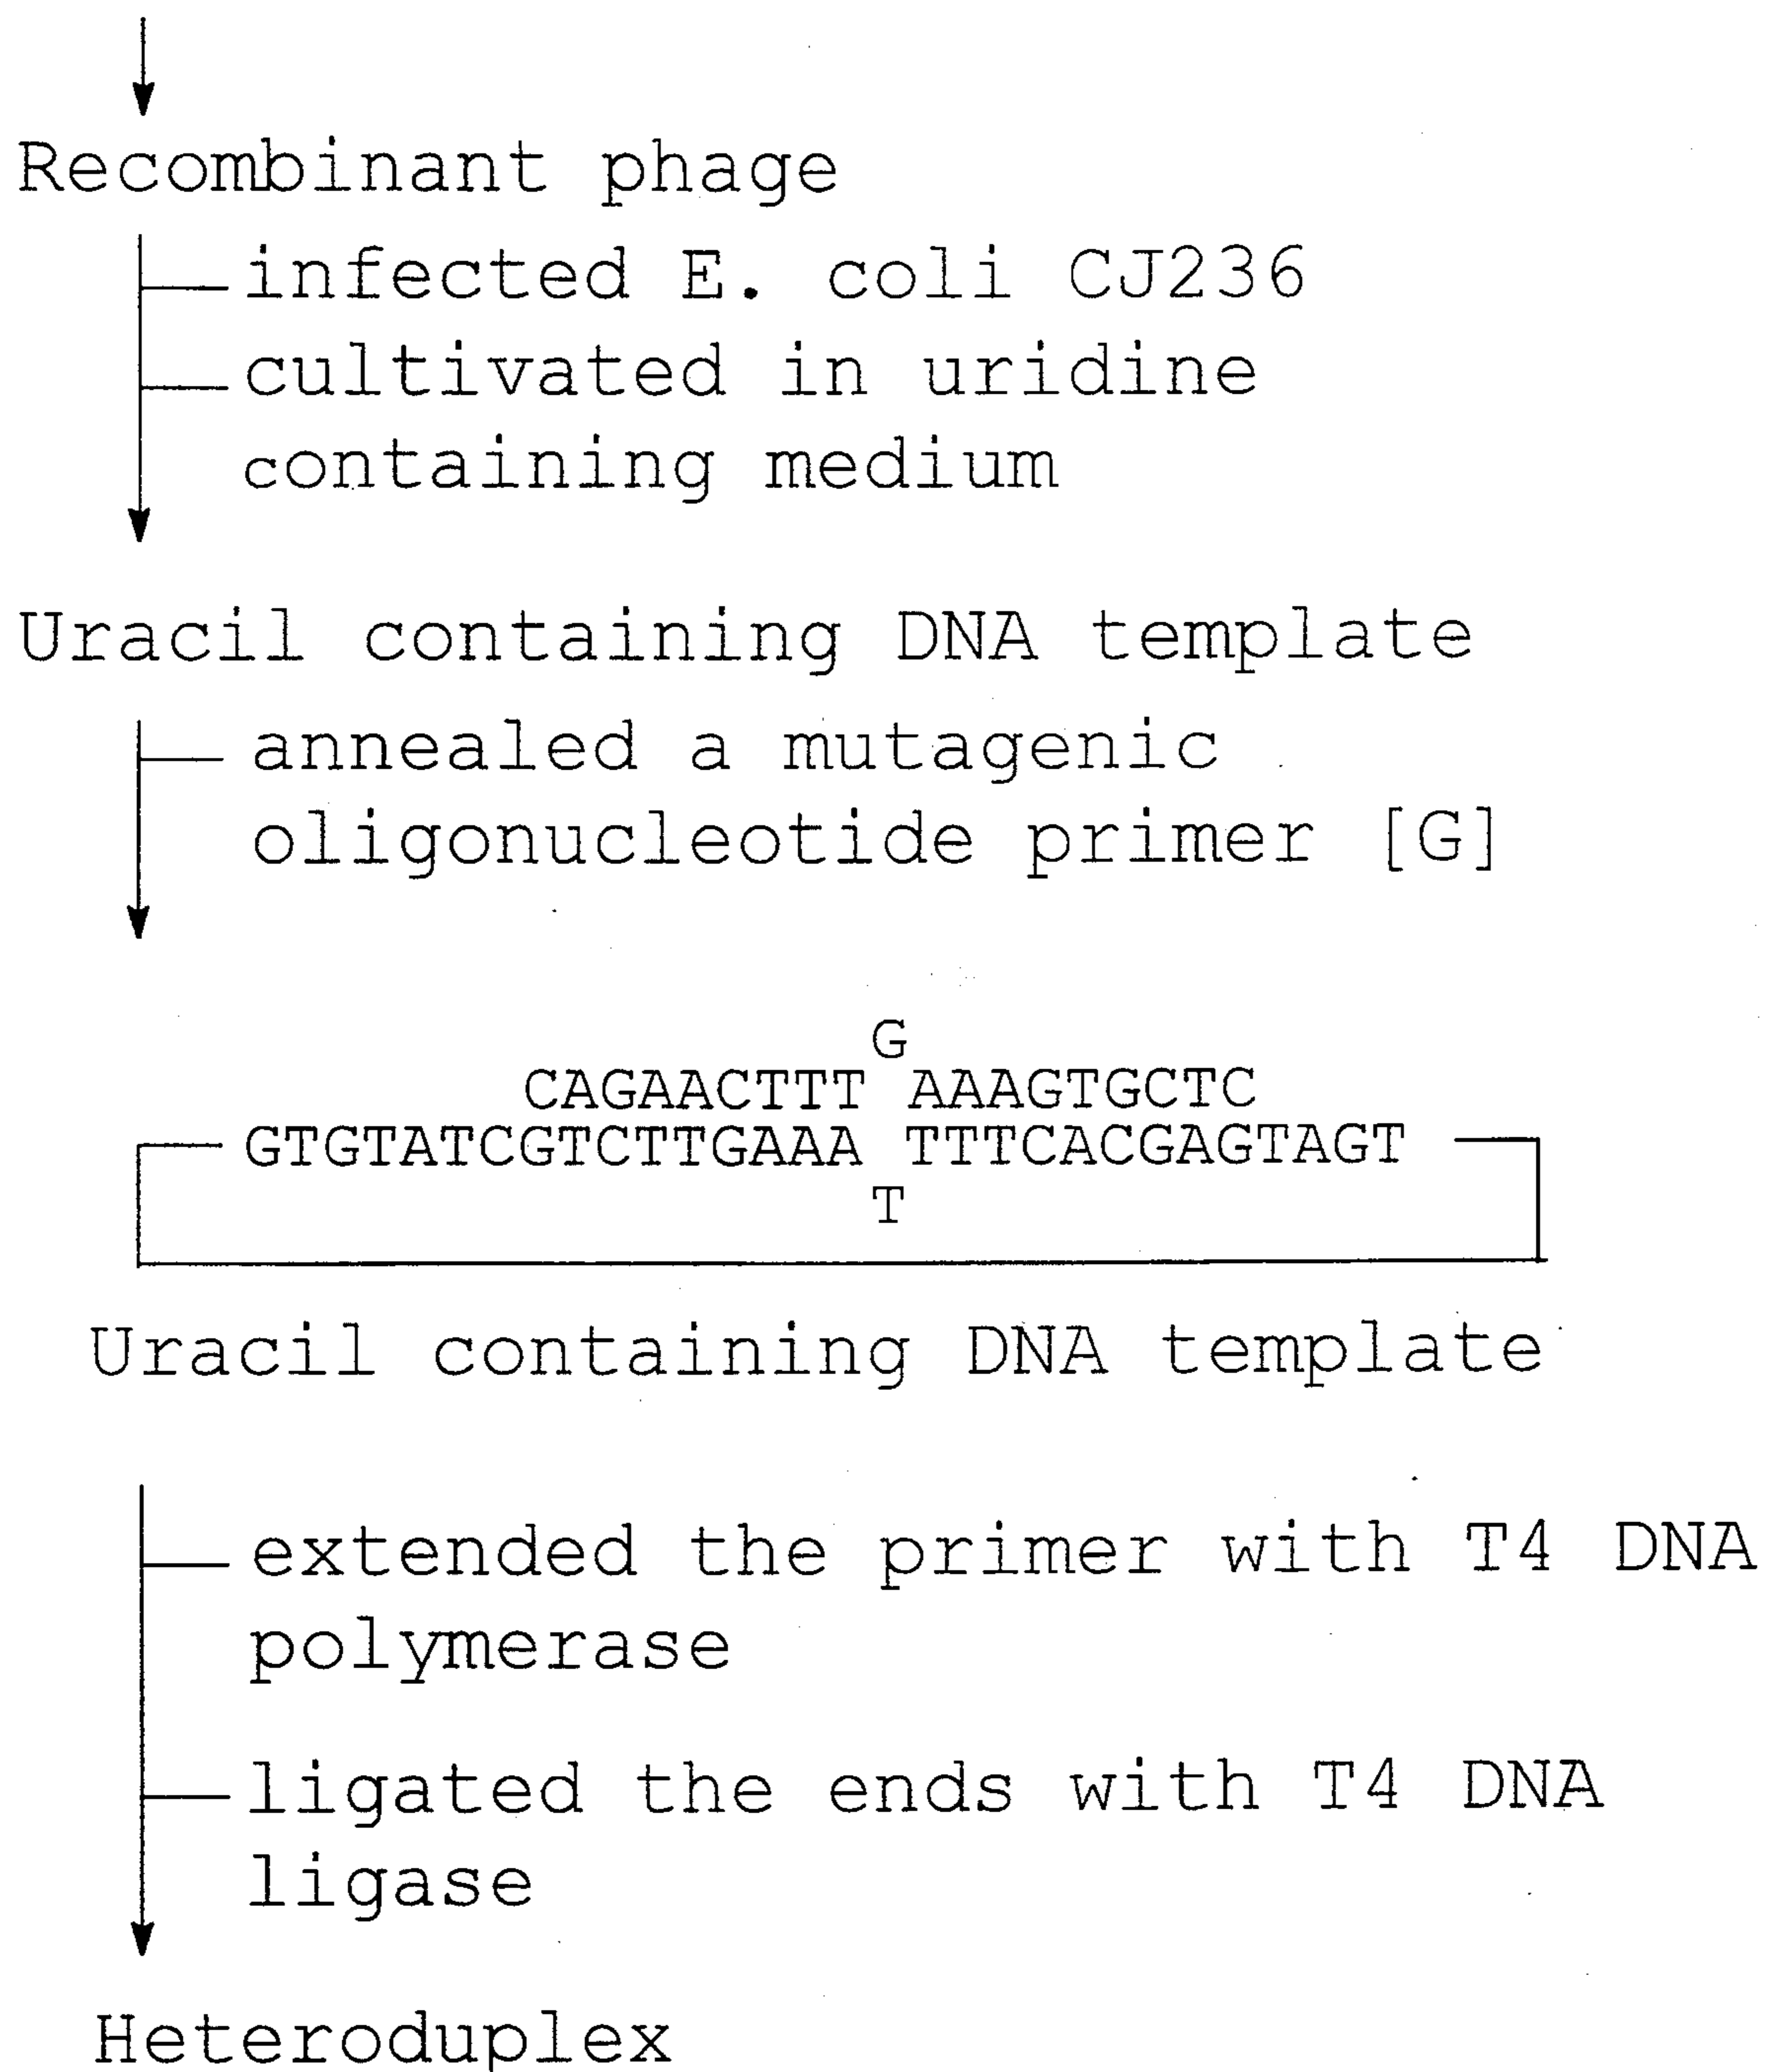 Recombinant phage
infected E. coli CJ236
cultivated in uridine
containing medium
Uracil containing DNA template
annealed a mutagenic
oligonucleotide primer [G]
G
CAGAACTTT AAAGTGCTC
GTGTATCGTCTTGAAA TTTCACGAGTAGT
T
Uracil containing DNA template
extended the primer with T4 DNA
polymerase
ligated the ends with T4 DNA
ligase
Heteroduplex